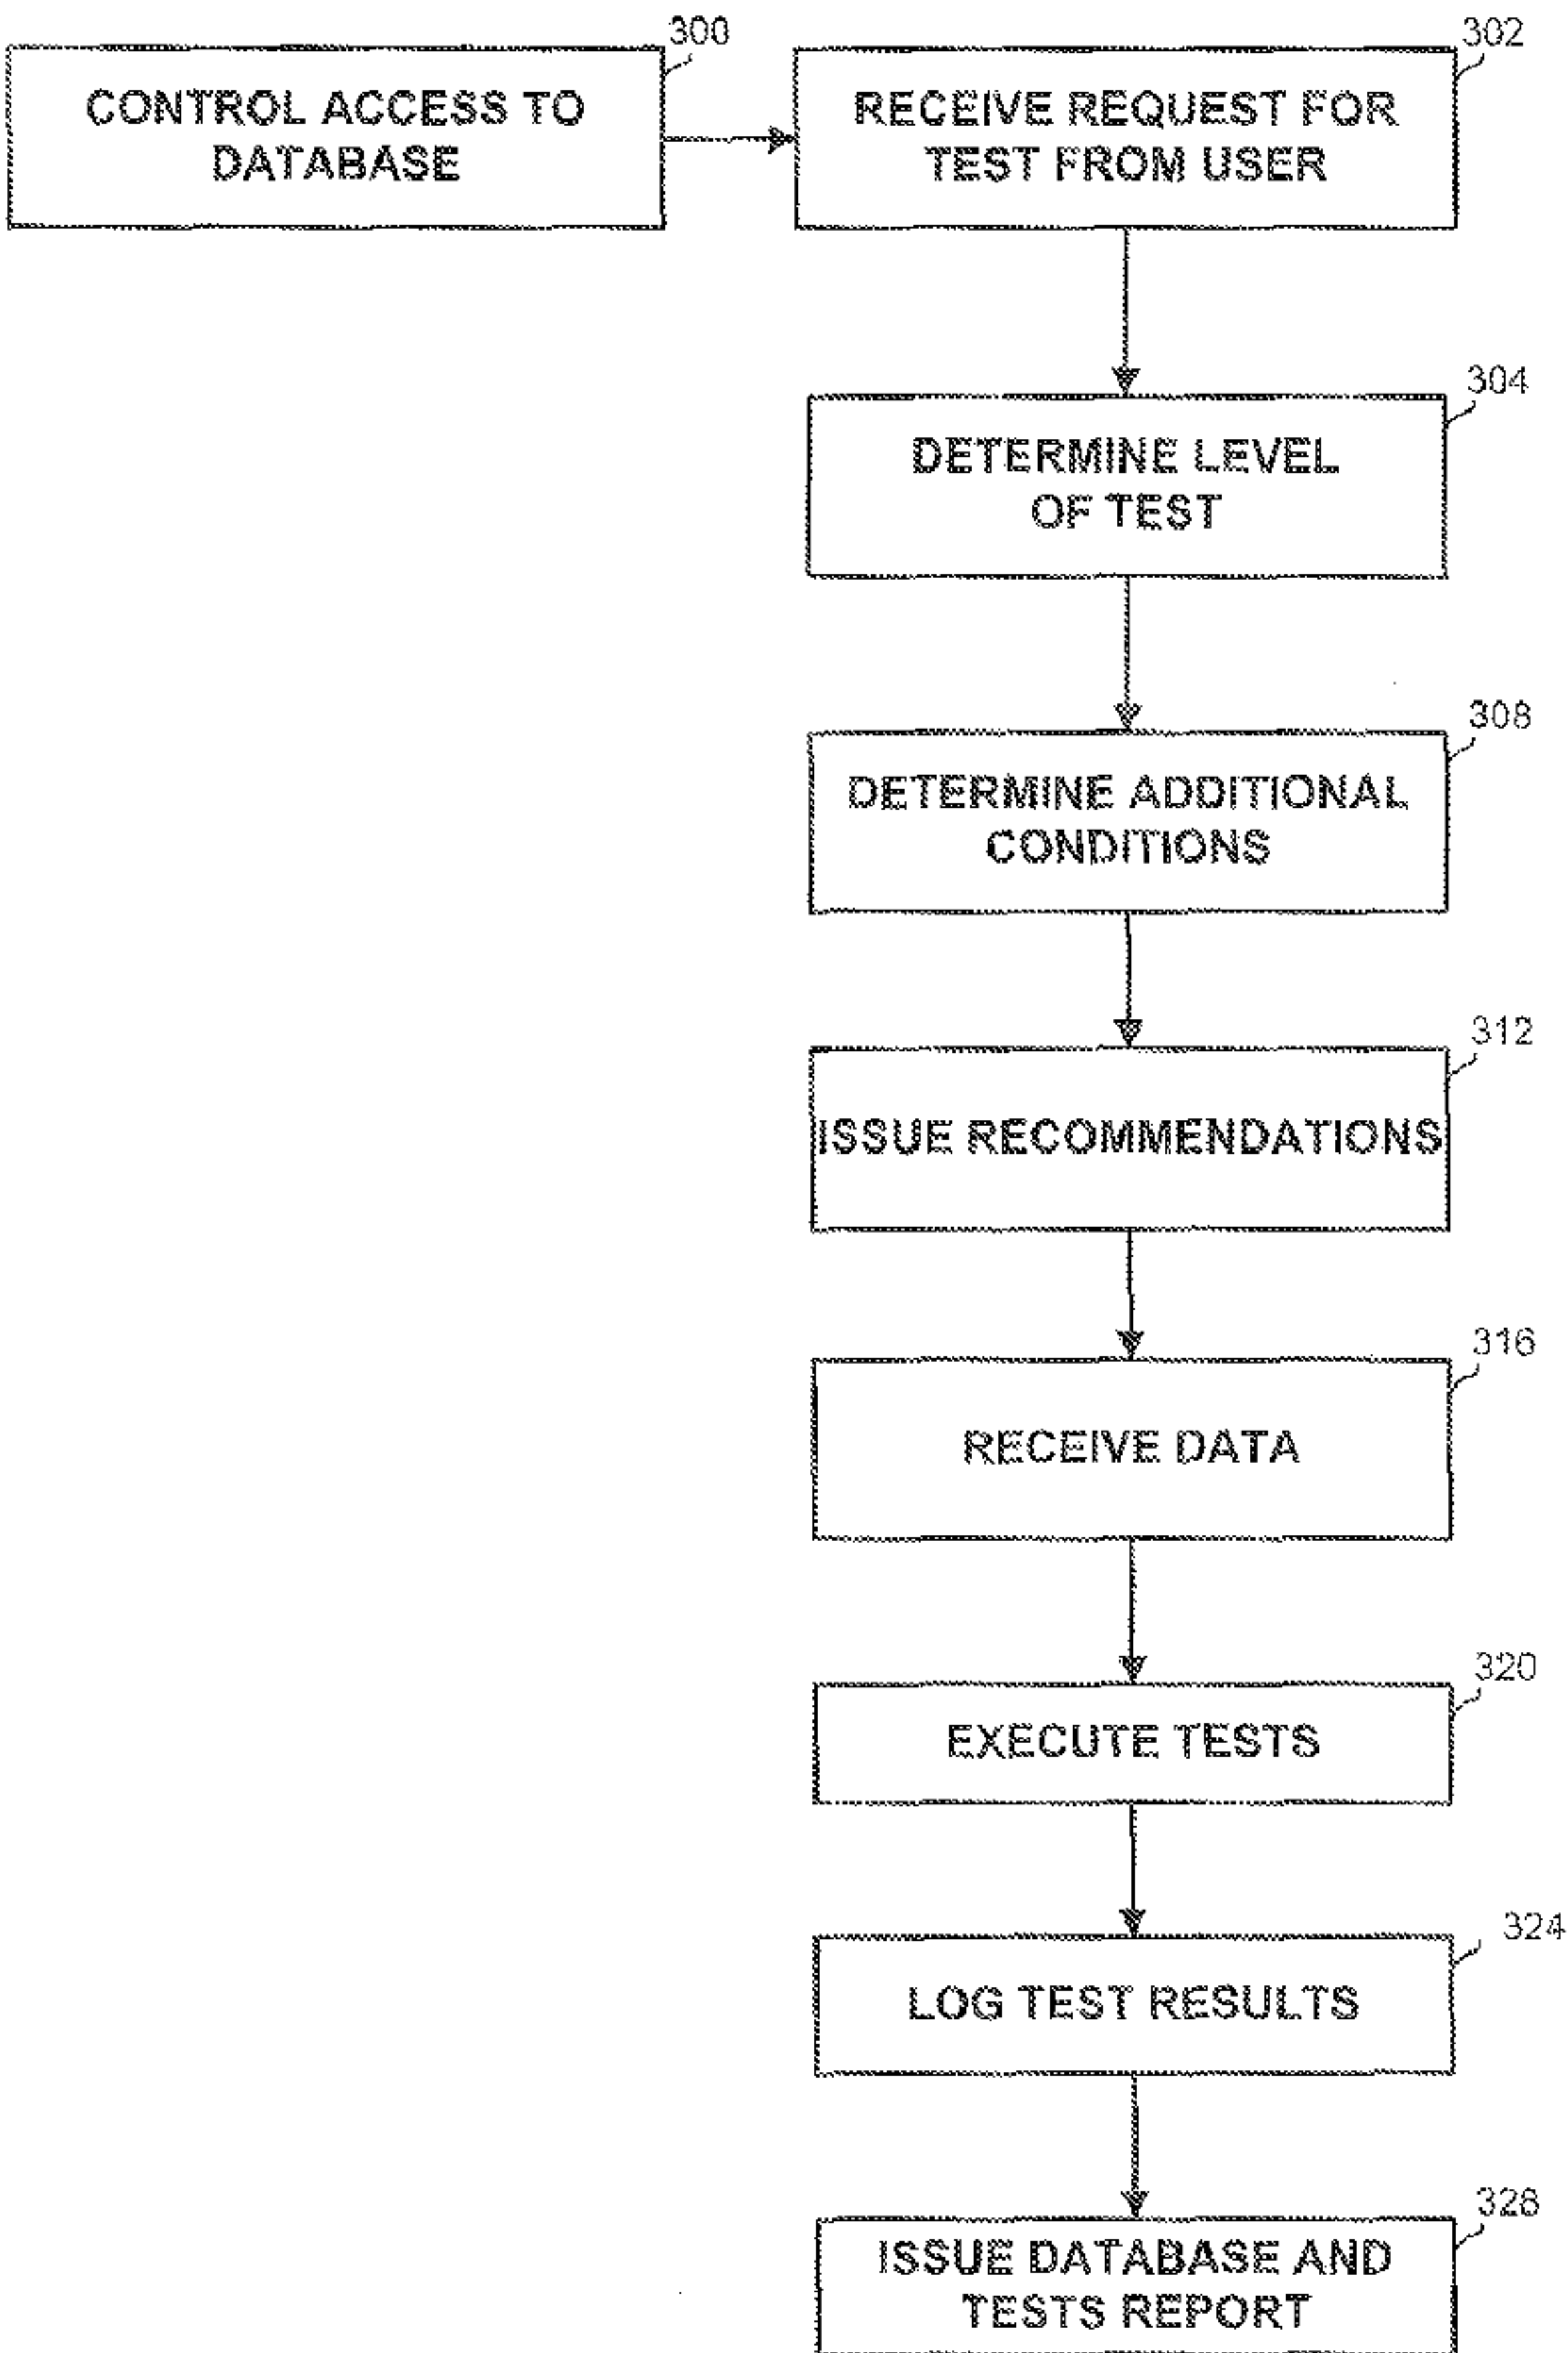 300
CONTROL ACCESS TO
DATABASE
302
RECEIVE REQUEST FOR
TEST FROM USER
304
DETERMINE LEVEL
OF TEST
308
DETERMINE ADDITIONAL
CONDITIONS
312
ISSUE RECOMMENDATIONS
316
RECEIVE DATA
320
EXECUTE TESTS
324
LOG TEST RESULTS
328
ISSUE DATABASE AND
TESTS REPORT